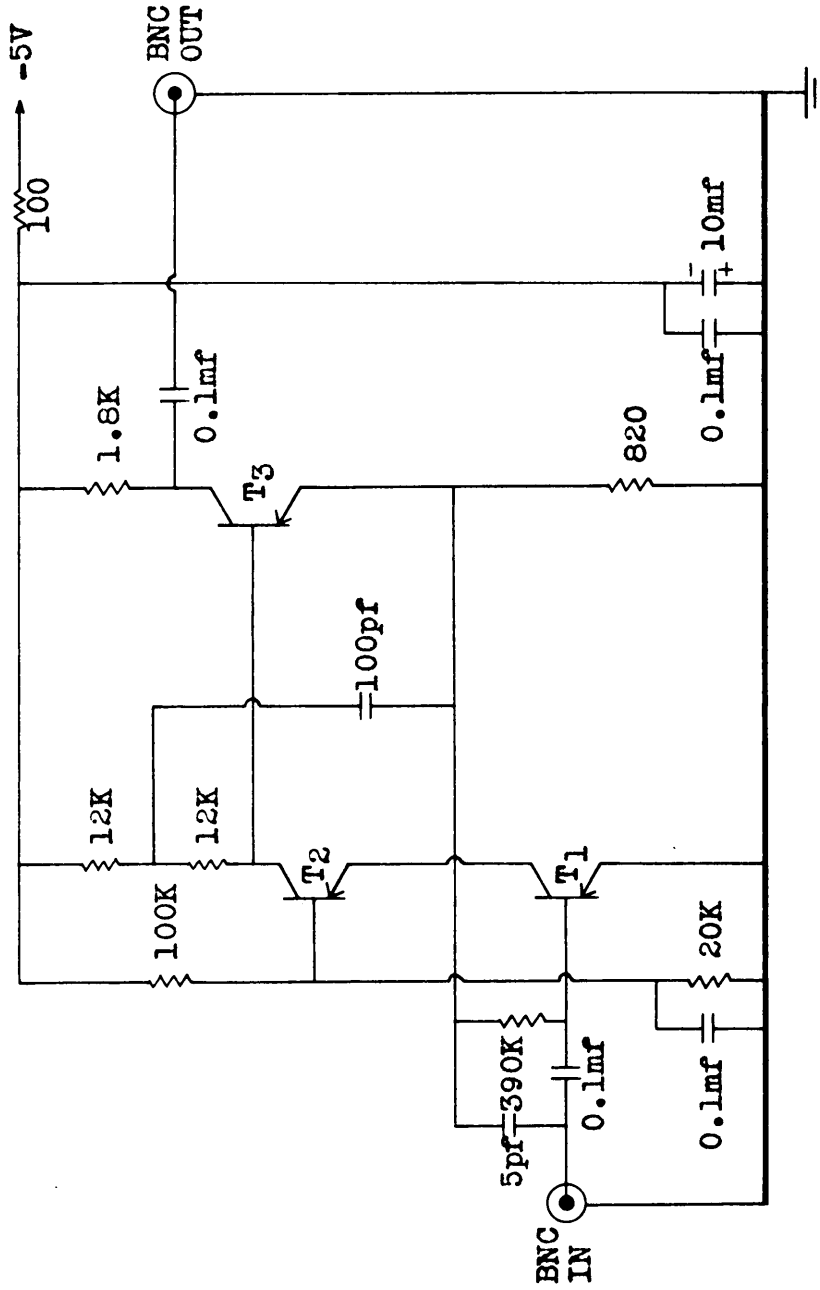 -5V
100
BNC
OUT
1.8K
0.1mf
T3
12K
12K
100K
T2
100pf
T1
390K
5pf
0.1mf
BNC
IN
820
20K
0.1mf
0.1mf
-
+
10mf